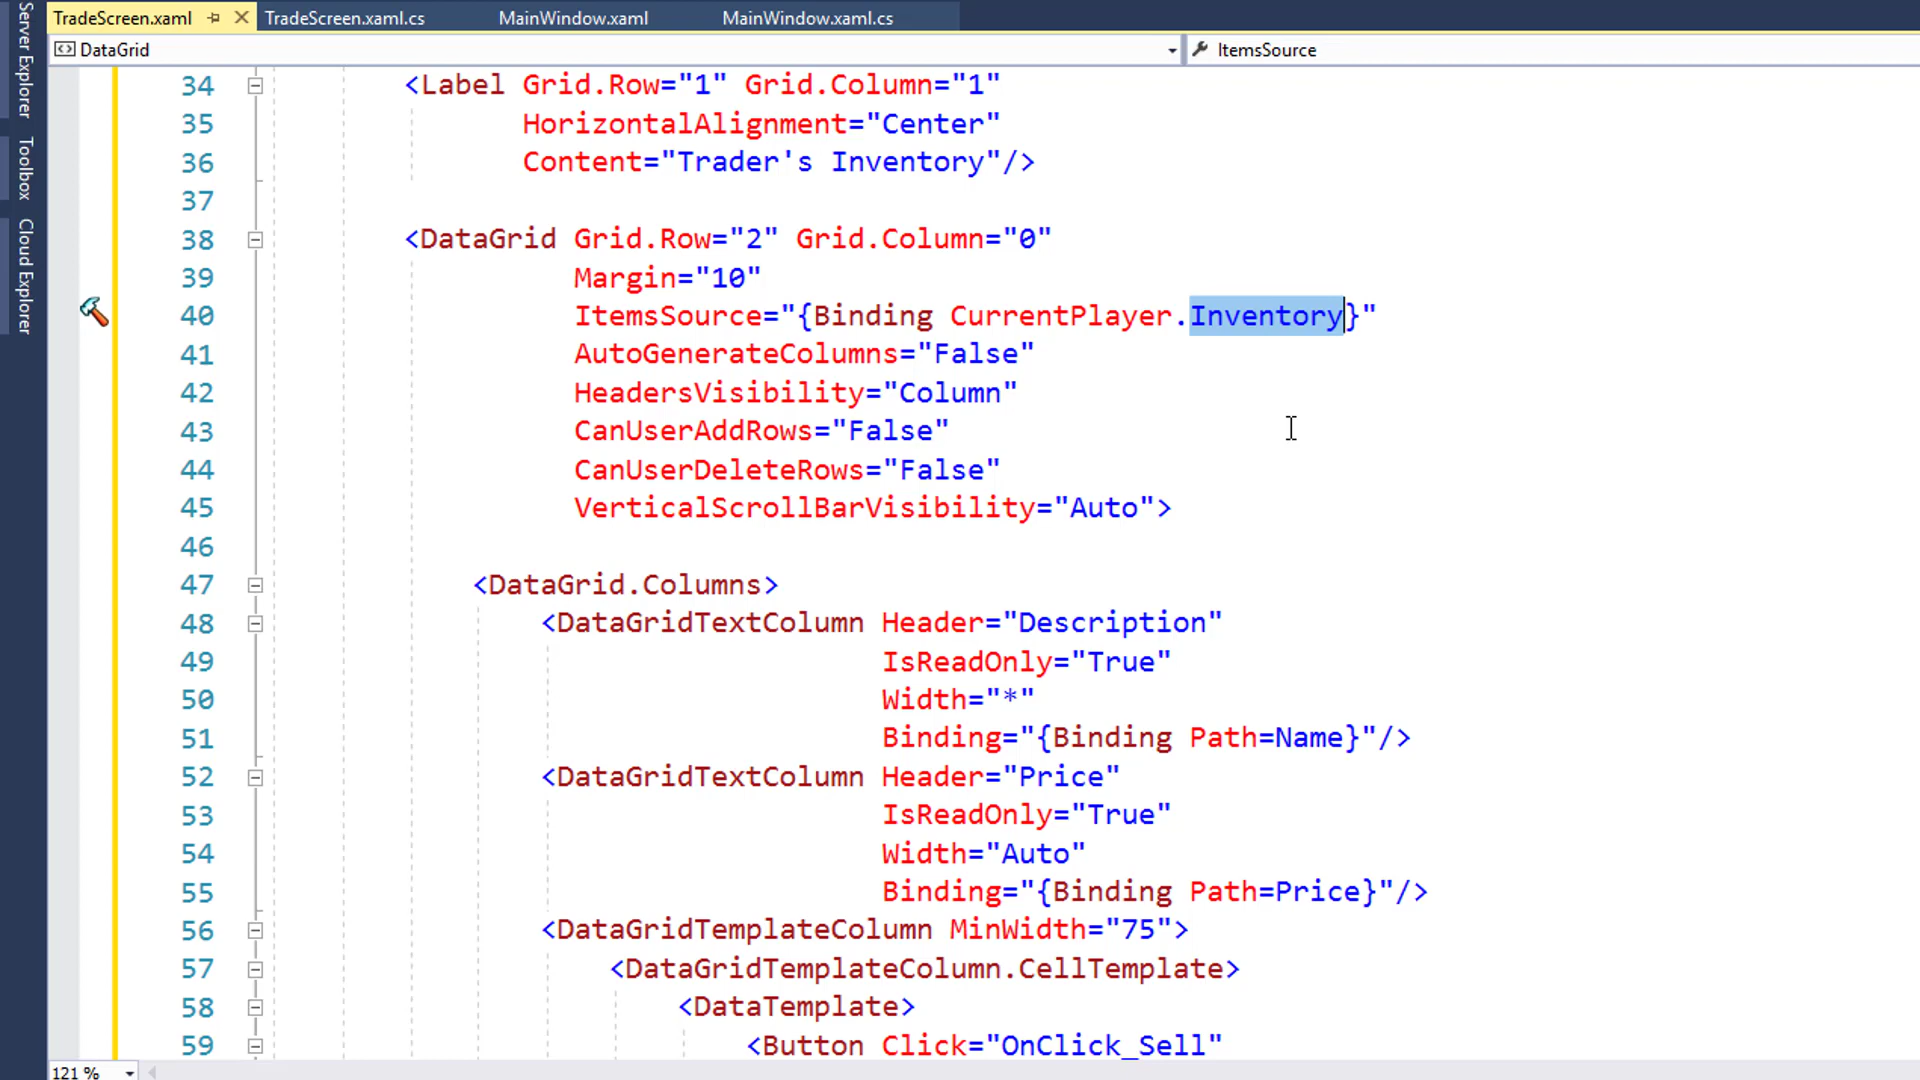 TradeScreen.xaml TradeScreen.xaml.cs MainWindow.xaml MainWindow.xaml.cs
DataGrid ItemsSource
Server Explorer
Toolbox
Cloud Explorer
34 <Label Grid.Row="1" Grid.Column="1"
35 HorizontalAlignment="Center"
36 Content="Trader's Inventory"/>
37
38 <DataGrid Grid.Row="2" Grid.Column="0"
39 Margin="10"
40 ItemsSource="{Binding CurrentPlayer.Inventory}"
41 AutoGenerateColumns="False"
42 HeadersVisibility="Column"
43 CanUserAddRows="False"
44 CanUserDeleteRows="False"
45 VerticalScrollBarVisibility="Auto">
46
47 <DataGrid.Columns>
48 <DataGridTextColumn Header="Description"
49 IsReadOnly="True"
50 Width="*"
51 Binding="{Binding Path=Name}"/>
52 <DataGridTextColumn Header="Price"
53 IsReadOnly="True"
54 Width="Auto"
55 Binding="{Binding Path=Price}"/>
56 <DataGridTemplateColumn MinWidth="75">
57 <DataGridTemplateColumn.CellTemplate>
58 <DataTemplate>
59 <Button Click="OnClick_Sell"
121 %